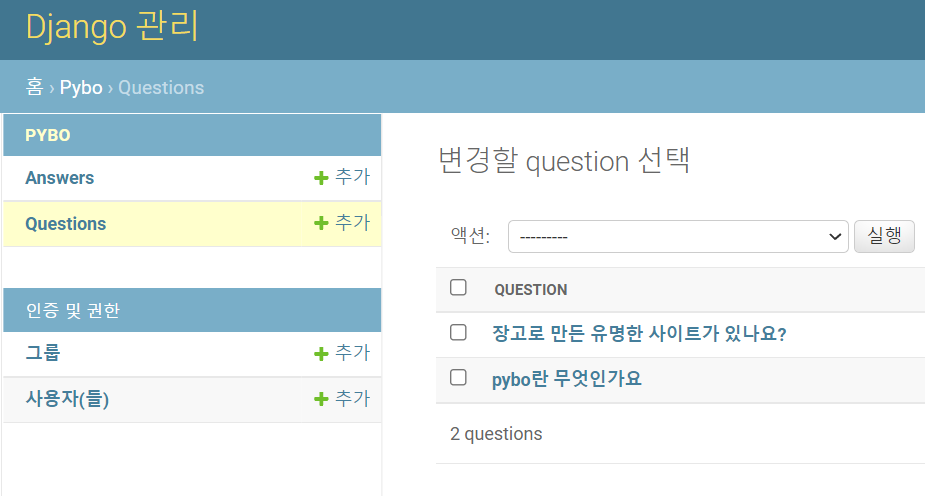 Django 관리
홈 › Pybo › Questions
PYBO
Answers + 추가
Questions + 추가
인증 및 권한
그룹 + 추가
사용자(들) + 추가
변경할 question 선택
액션: --------- 실행
QUESTION
장고로 만든 유명한 사이트가 있나요?
pybo란 무엇인가요
2 questions